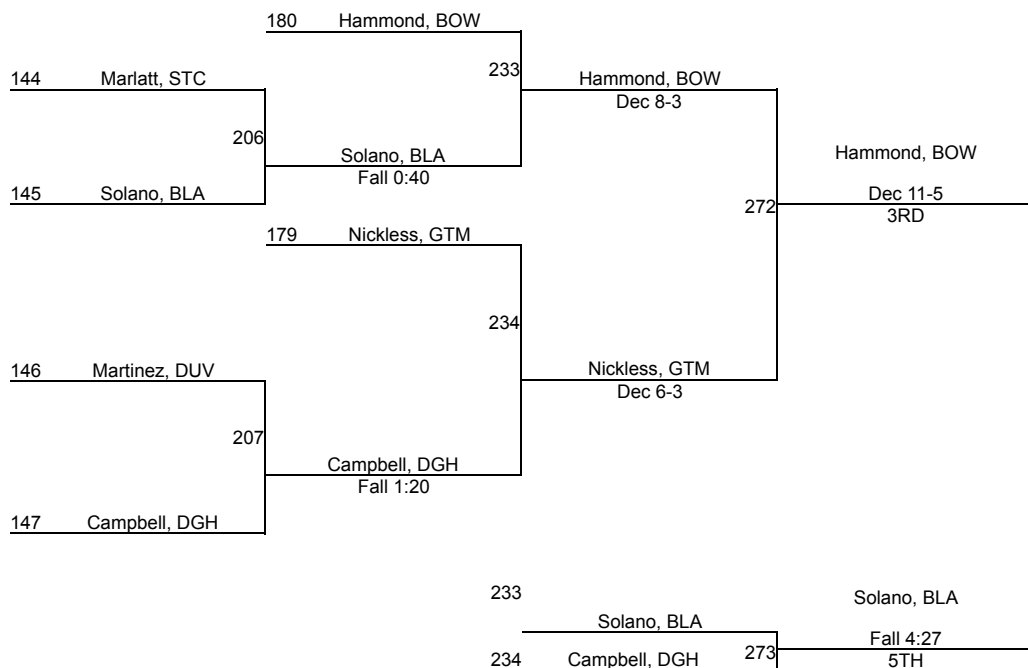 180 Hammond, BOW
233
144 Marlatt, STC
Hammond, BOW
Dec 8-3
206
Solano, BLA
Fall 0:40
Hammond, BOW
145 Solano, BLA
272
Dec 11-5
3RD
179 Nickless, GTM
234
146 Martinez, DUV
Nickless, GTM
Dec 6-3
207
Campbell, DGH
Fall 1:20
147 Campbell, DGH
233
Solano, BLA
Solano, BLA
Fall 4:27
234 Campbell, DGH
273
5TH